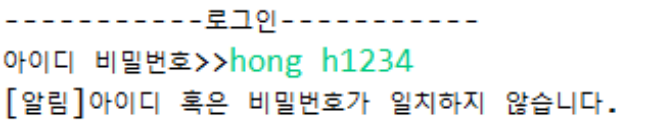 -----------로그인-----------
아이디 비밀번호>>hong h1234
[알림]아이디 혹은 비밀번호가 일치하지 않습니다.